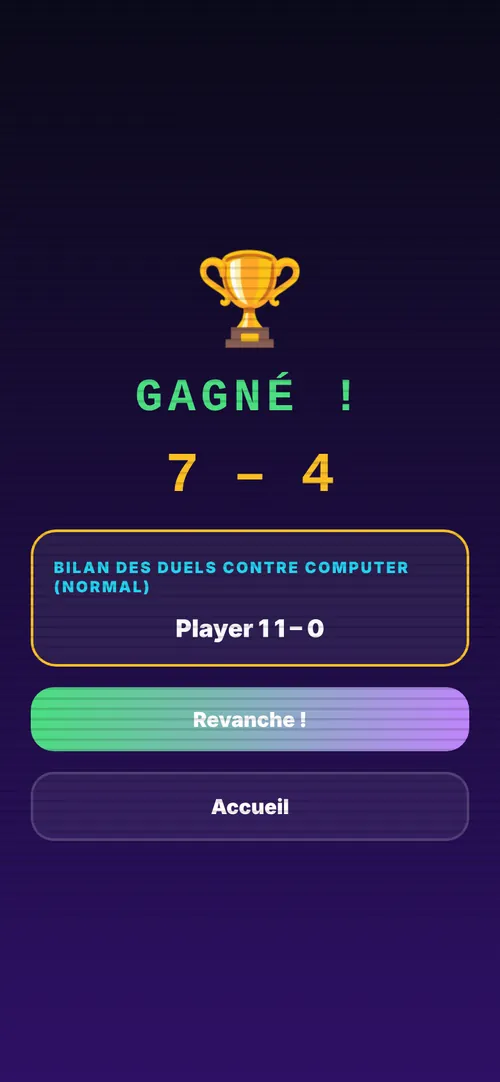 GAGNÉ !
7 – 4
BILAN DES DUELS CONTRE COMPUTER
(NORMAL)
Player 11 – 0
Revanche !
Accueil